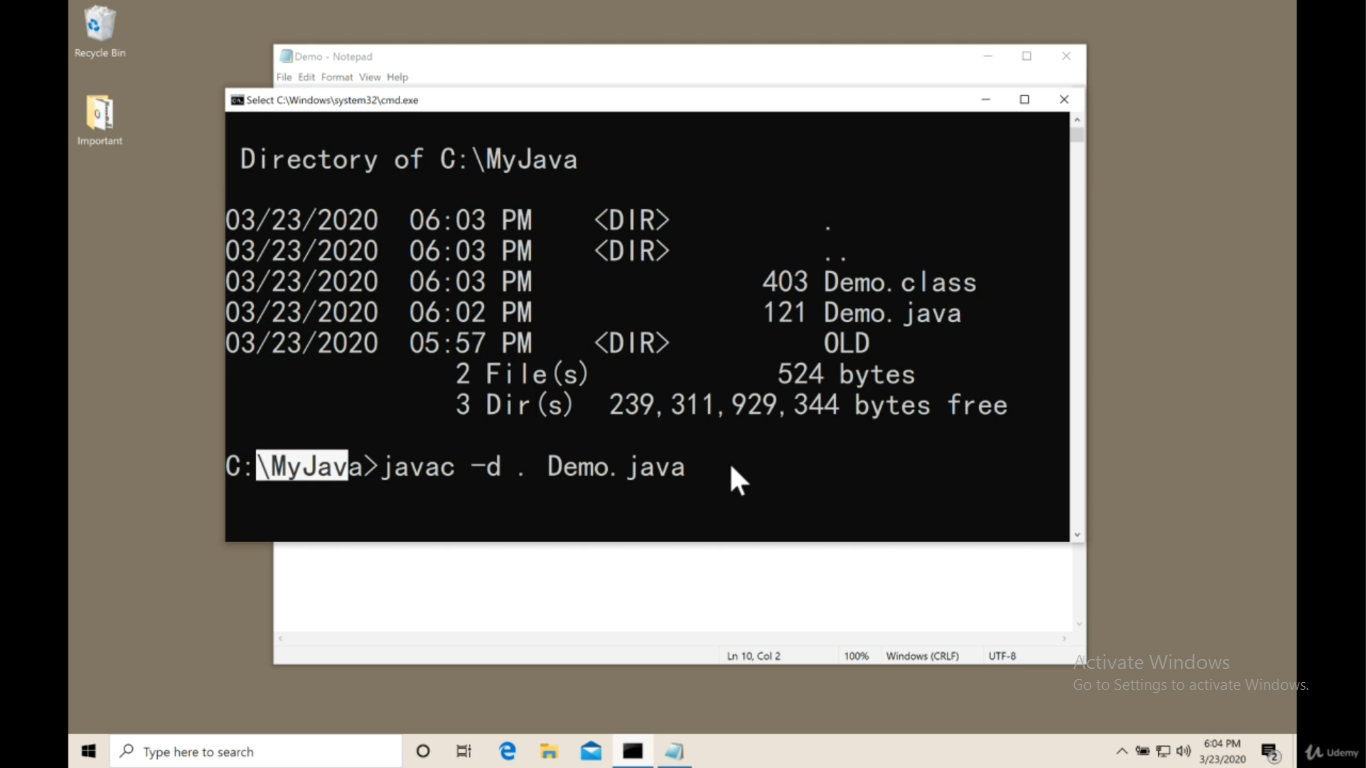 Recycle Bin
Important
Demo - Notepad
File Edit Format View Help
Select C:\Windows\system32\cmd.exe
Directory of C:\MyJava
03/23/2020 06:03 PM <DIR> .
03/23/2020 06:03 PM <DIR> ..
03/23/2020 06:03 PM 403 Demo.class
03/23/2020 06:02 PM 121 Demo.java
03/23/2020 05:57 PM <DIR> OLD
2 File(s) 524 bytes
3 Dir(s) 239,311,929,344 bytes free
C:\MyJava>javac -d . Demo.java
Ln 10, Col 2 100% Windows (CRLF) UTF-8
Activate Windows
Go to Settings to activate Windows.
Type here to search
6:04 PM
3/23/2020
2
Udemy